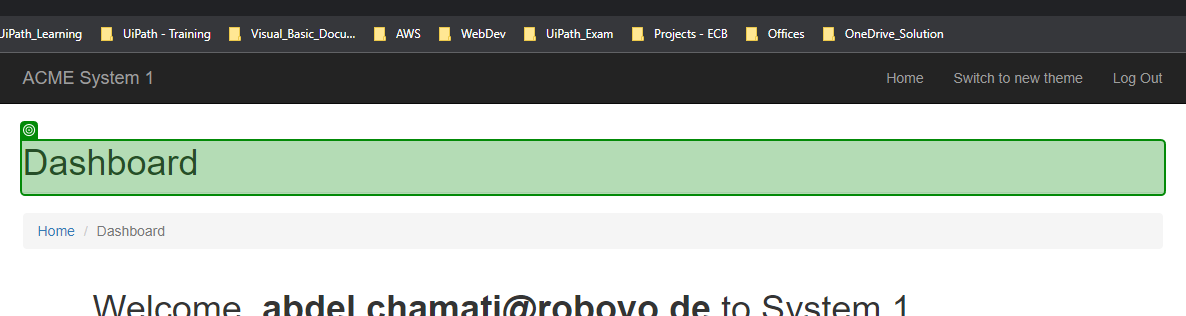 UiPath_Learning UiPath - Training Visual_Basic_Docu... AWS WebDev UiPath_Exam Projects - ECB Offices OneDrive_Solution
ACME System 1 Home Switch to new theme Log Out
Dashboard
Home / Dashboard
Welcome, abdel.chamati@roboyo.de to System 1